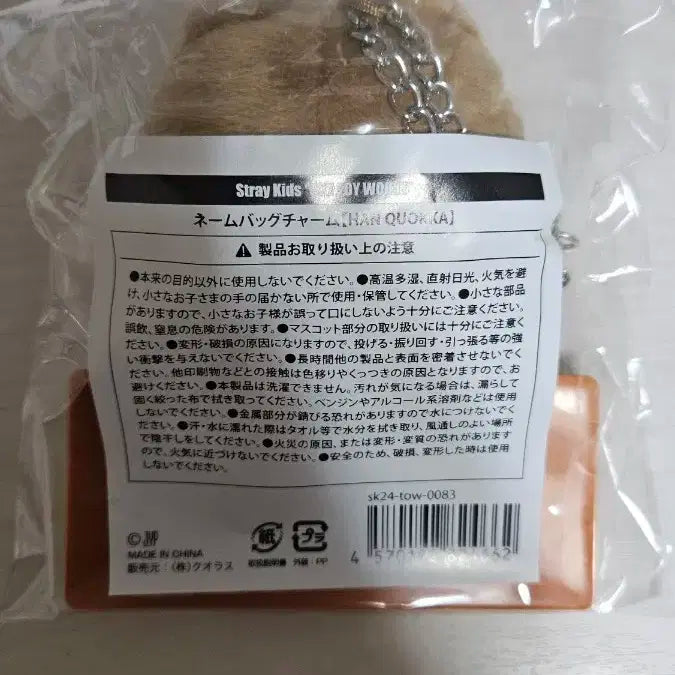 Stray Kids
ネームバッグチャーム【HAN QUOKKA】
製品お取り扱い上の注意
●本来の目的以外に使用しないでください。●高温多湿、直射日光、火気を避
け、小さなお子さまの手の届かない所で使用・保管してください。●小さな部品
がありますので、小さなお子様が誤って口にしないよう十分にご注意ください。
誤飲、窒息の危険があります。●マスコット部分の取り扱いには十分にご注意くだ
さい。●変形・破損の原因になりますので、投げる・振り回す・引っ張る等の強
い衝撃を与えないでください。●長時間他の製品と表面を密着させないでく
ださい。他印刷物などとの接触は色移りやくっつきの原因となりますので、お
避けください。●本製品は洗濯できません。汚れが気になる場合は、濡らして
固く絞った布で拭き取ってください。ベンジンやアルコール系溶剤などは使用
しないでください。●金属部分が錆びる恐れがありますので水につけないでく
ださい。●汗・水に濡れた際はタオル等で水分を拭き取り、風通しのよい場所
で陰干しをしてください。●火災の原因、または変形・変質の恐れがあります
ので、火気に近づけないでください。●安全のため、破損、変形した時は使用
しないでください。
sk24-tow-0083
© JYP
MADE IN CHINA
販売元：(株)クオラス
紙
プラ
取扱説明書 外装：PP